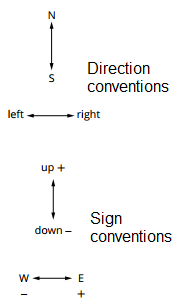 N
S
Direction
conventions
left right
up +
down –
Sign
conventions
W E
– +